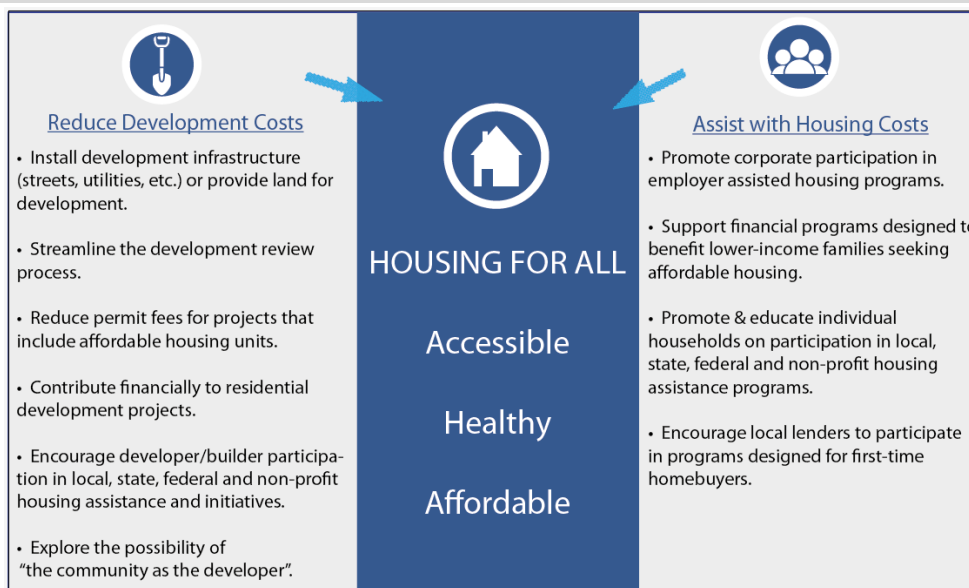 Reduce Development Costs
• Install development infrastructure
(streets, utilities, etc.) or provide land for
development.
• Streamline the development review
process.
• Reduce permit fees for projects that
include affordable housing units.
• Contribute financially to residential
development projects.
• Encourage developer/builder participa-
tion in local, state, federal and non-profit
housing assistance and initiatives.
• Explore the possibility of
“the community as the developer”.
HOUSING FOR ALL
Accessible
Healthy
Affordable
Assist with Housing Costs
• Promote corporate participation in
employer assisted housing programs.
• Support financial programs designed to
benefit lower-income families seeking
affordable housing.
• Promote & educate individual
households on participation in local,
state, federal and non-profit housing
assistance programs.
• Encourage local lenders to participate
in programs designed for first-time
homebuyers.